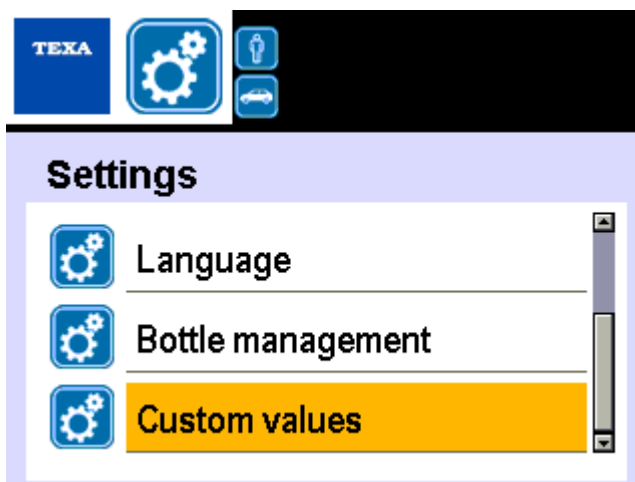 TEXA
Settings
Language
Bottle management
Custom values